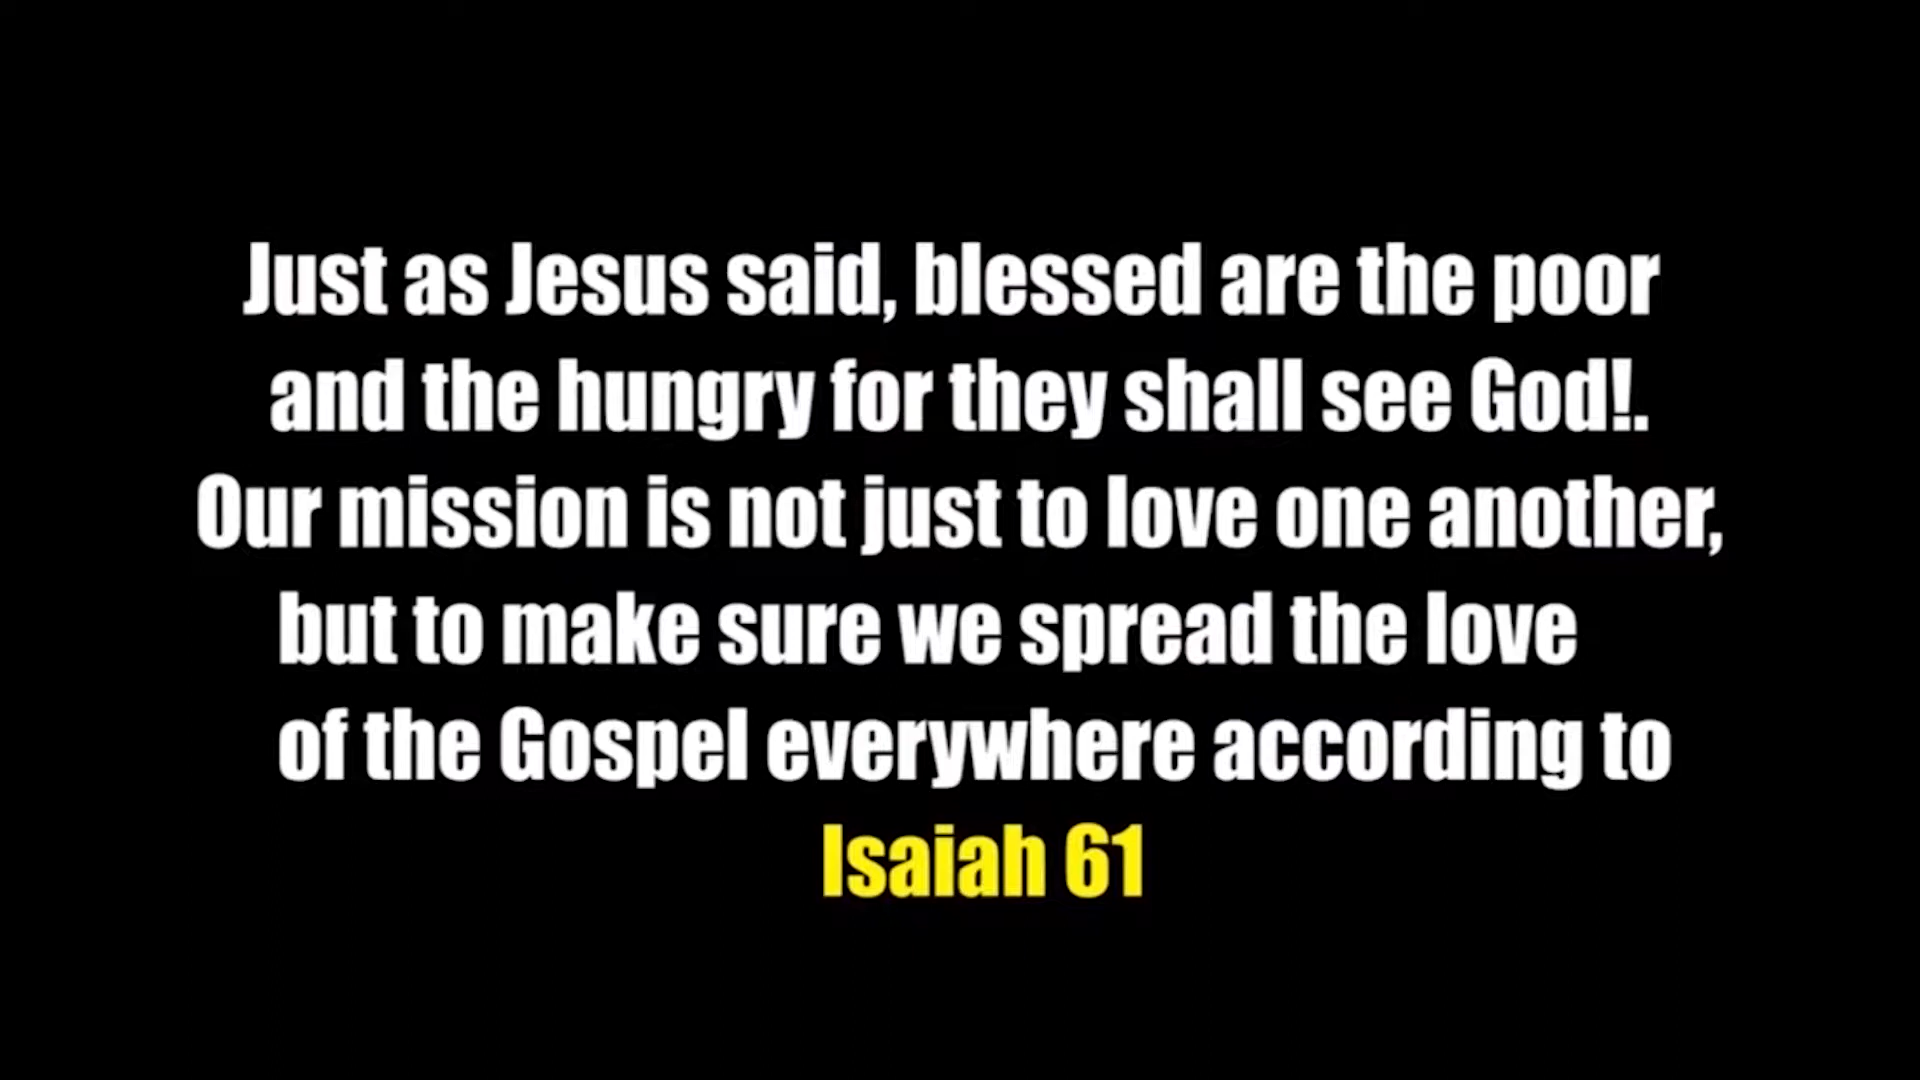 Just as Jesus said, blessed are the poor
and the hungry for they shall see God!.
Our mission is not just to love one another,
but to make sure we spread the love
of the Gospel everywhere according to
Isaiah 61